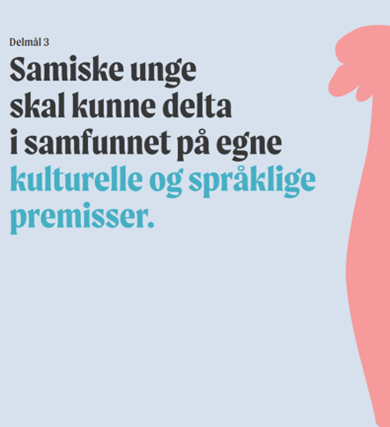 Delmål 3
Samiske unge
skal kunne delta
i samfunnet på egne
kulturelle og språklige
premisser.